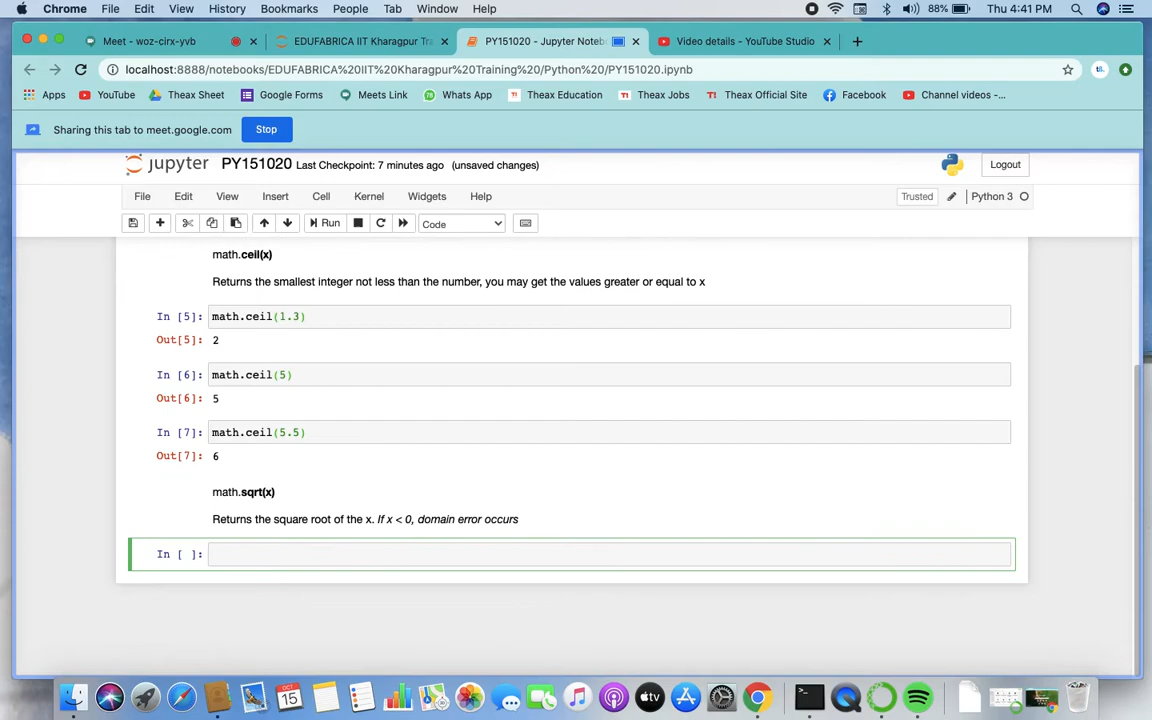 Chrome File Edit View History Bookmarks People Tab Window Help 88% Thu 4:41 PM
Meet - woz-cirx-yvb EDUFABRICA IIT Kharagpur Tra PY151020 - Jupyter Noteb Video details - YouTube Studio
localhost:8888/notebooks/EDUFABRICA%20IIT%20Kharagpur%20Training%20/Python%20/PY151020.ipynb
Apps YouTube Theax Sheet Google Forms Meets Link Whats App Theax Education Theax Jobs Theax Official Site Facebook Channel videos -...
Sharing this tab to meet.google.com Stop
jupyter PY151020 Last Checkpoint: 7 minutes ago (unsaved changes) Logout
File Edit View Insert Cell Kernel Widgets Help Trusted Python 3
Run Code
math.ceil(x)
Returns the smallest integer not less than the number, you may get the values greater or equal to x
In [5]: math.ceil(1.3)
Out[5]: 2
In [6]: math.ceil(5)
Out[6]: 5
In [7]: math.ceil(5.5)
Out[7]: 6
math.sqrt(x)
Returns the square root of the x. If x < 0, domain error occurs
In [ ]:
OCT
15
tv